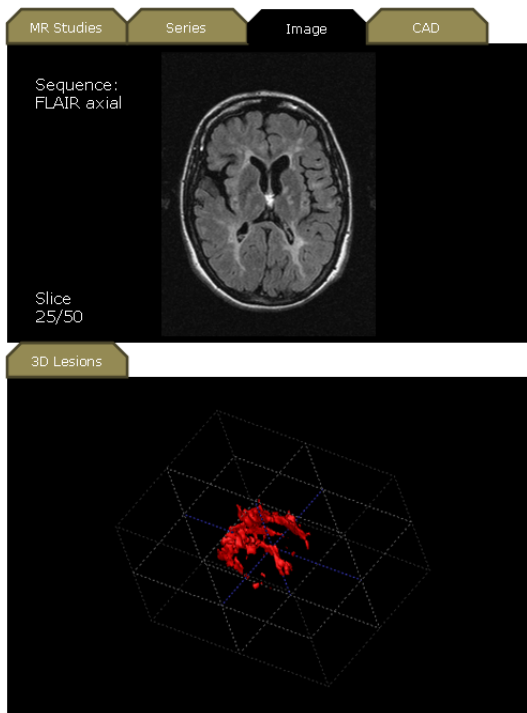 MR Studies
Series
Image
CAD
Sequence:
FLAIR axial
Slice
25/50
3D Lesions